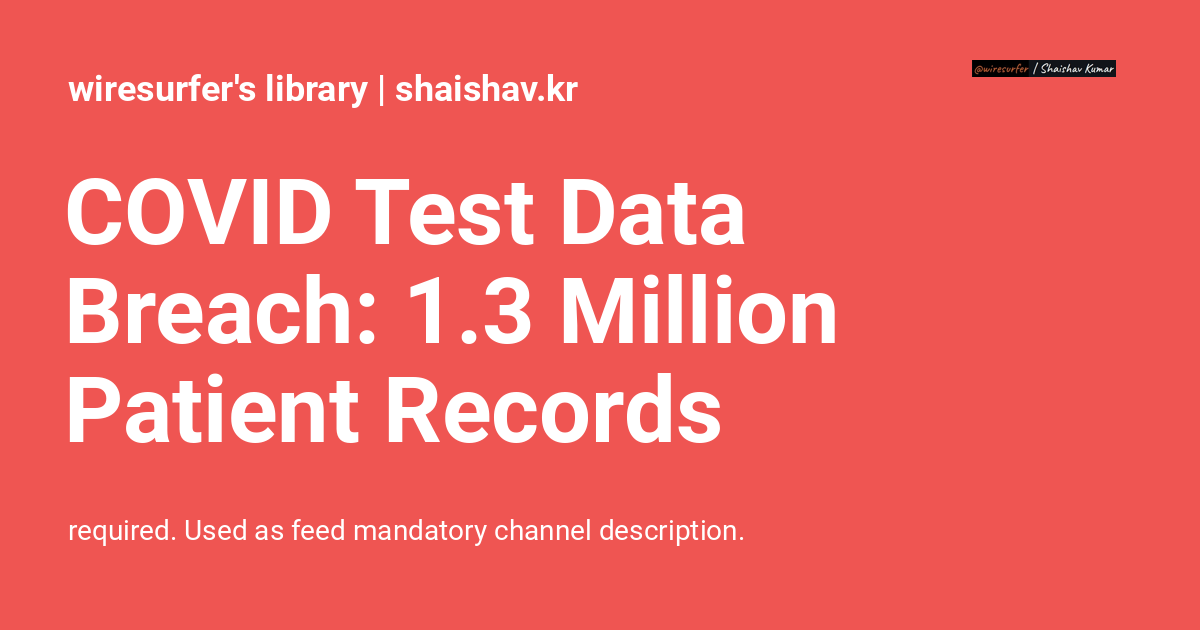 wiresurfer's library | shaishav.kr
@wiresurfer | Shaishav Kumar
COVID Test Data
Breach: 1.3 Million
Patient Records
required. Used as feed mandatory channel description.